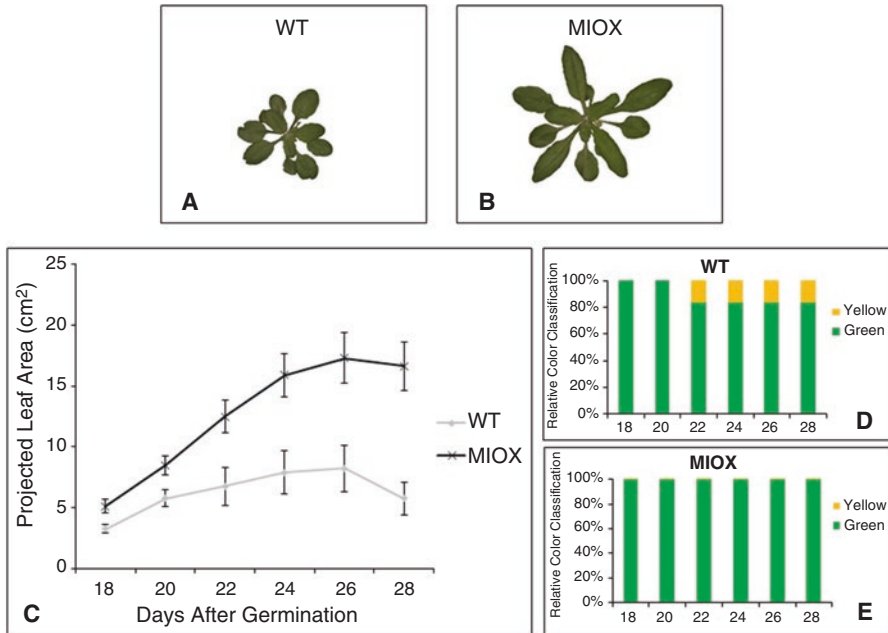 WT
A
MIOX
B
Projected Leaf Area (cm²)
25
20
15
10
5
0
18 20 22 24 26 28
Days After Germination
C
WT
MIOX
WT
Relative Color Classification
100%
80%
60%
40%
20%
0%
18 20 22 24 26 28
Yellow
Green
D
MIOX
Relative Color Classification
100%
80%
60%
40%
20%
0%
18 20 22 24 26 28
Yellow
Green
E